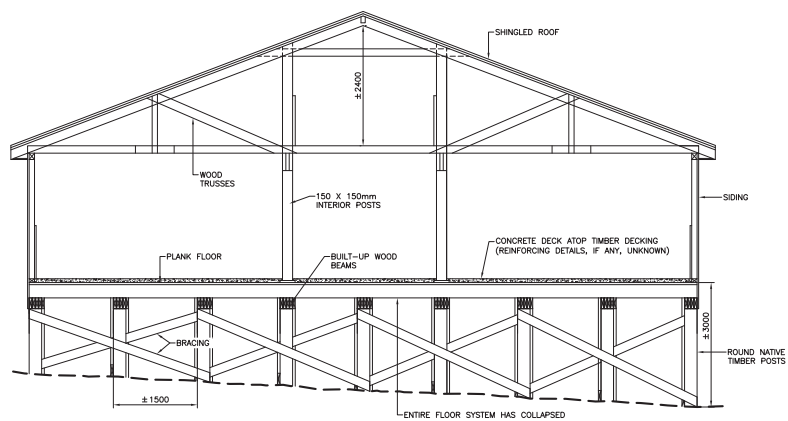 SHINGLED ROOF
±2400
WOOD
TRUSSES
150 X 150mm
INTERIOR POSTS
SIDING
PLANK FLOOR
BUILT-UP WOOD
BEAMS
CONCRETE DECK ATOP TIMBER DECKING
(REINFORCING DETAILS, IF ANY, UNKNOWN)
±3000
BRACING
ROUND NATIVE
TIMBER POSTS
±1500
ENTIRE FLOOR SYSTEM HAS COLLAPSED